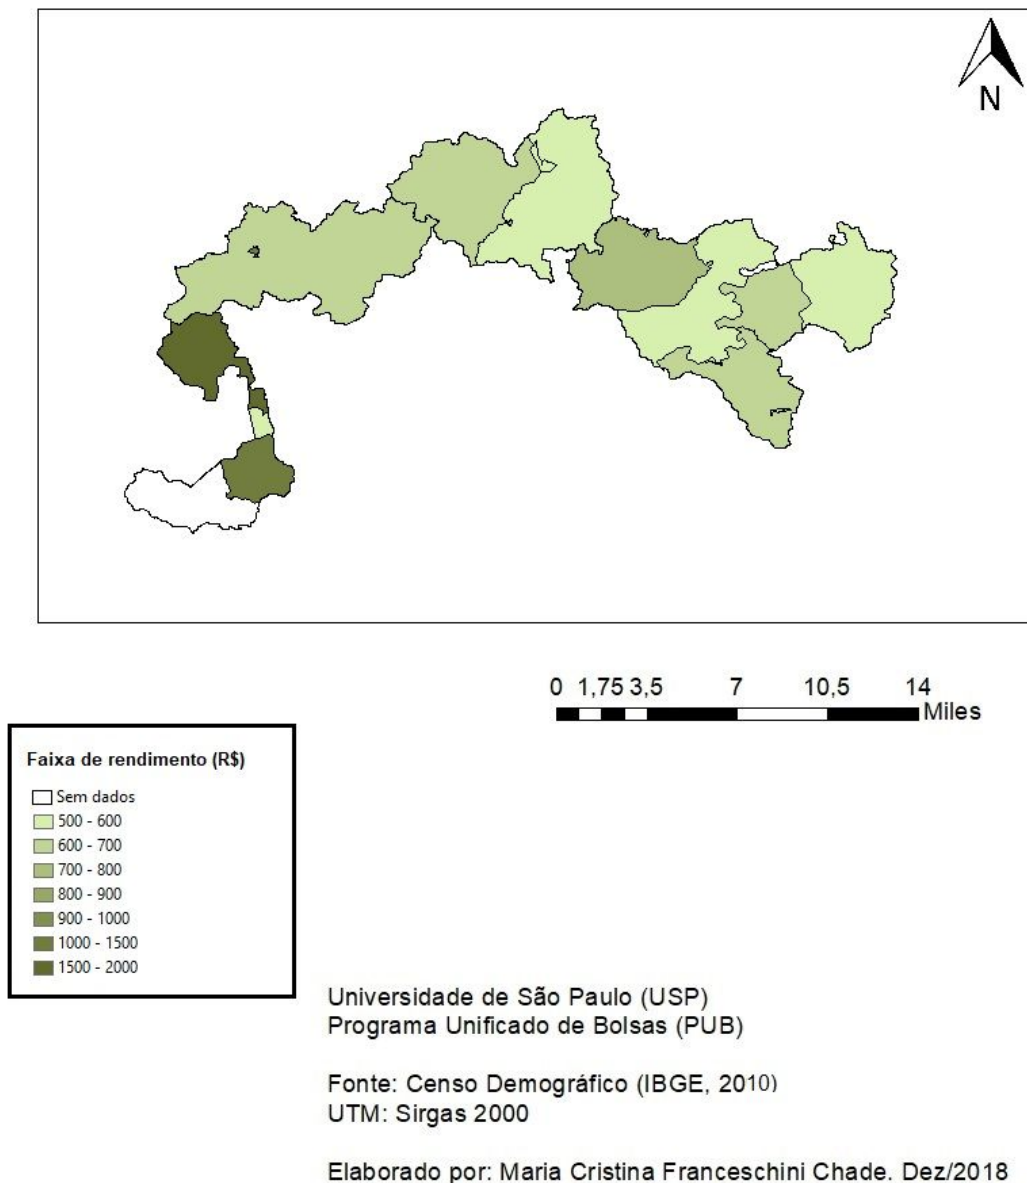 N
0 1,75 3,5 7 10,5 14
Miles
Faixa de rendimento (R$)
Sem dados
500 - 600
600 - 700
700 - 800
800 - 900
900 - 1000
1000 - 1500
1500 - 2000
Universidade de São Paulo (USP)
Programa Unificado de Bolsas (PUB)
Fonte: Censo Demográfico (IBGE, 2010)
UTM: Sirgas 2000
Elaborado por: Maria Cristina Franceschini Chade. Dez/2018